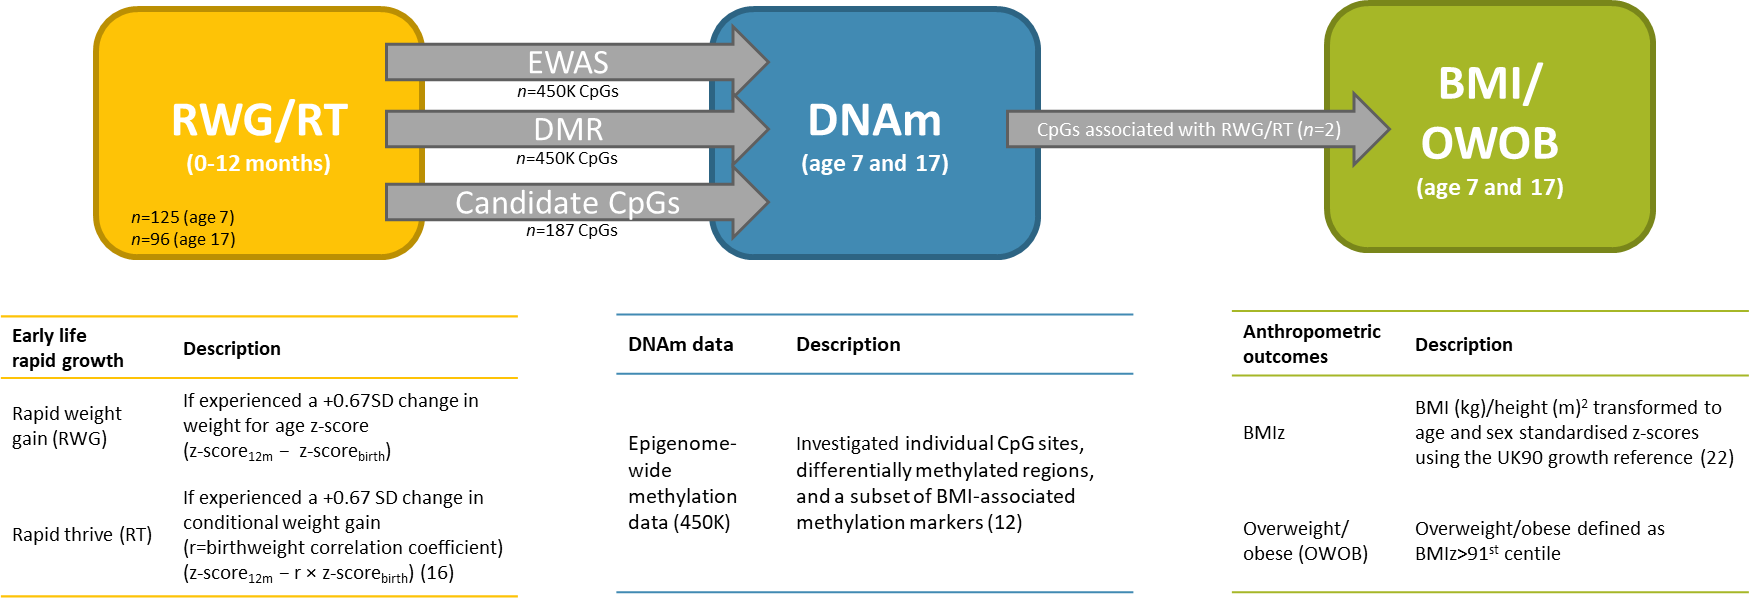 RWG/RT
(0-12 months)
n=125 (age 7)
n=96 (age 17)
EWAS
n=450K CpGs
DMR
n=450K CpGs
Candidate CpGs
n=187 CpGs
DNAm
(age 7 and 17)
CpGs associated with RWG/RT (n=2)
BMI/
OWOB
(age 7 and 17)
Early life
rapid growth
Description
Rapid weight
gain (RWG)
If experienced a +0.67SD change in
weight for age z-score
(z-score12m − z-scorebirth)
Rapid thrive (RT)
If experienced a +0.67 SD change in
conditional weight gain
(r=birthweight correlation coefficient)
(z-score12m − r × z-scorebirth) (16)
DNAm data
Description
Epigenome-
wide
methylation
data (450K)
Investigated individual CpG sites,
differentially methylated regions,
and a subset of BMI-associated
methylation markers (12)
Anthropometric
outcomes
Description
BMIz
BMI (kg)/height (m)2 transformed to
age and sex standardised z-scores
using the UK90 growth reference (22)
Overweight/
obese (OWOB)
Overweight/obese defined as
BMIz>91st centile